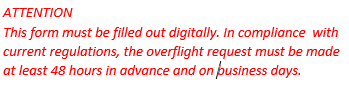 ATTENTION
This form must be filled out digitally. In compliance  with
current regulations, the overflight request must be made
at least 48 hours in advance and on business days.